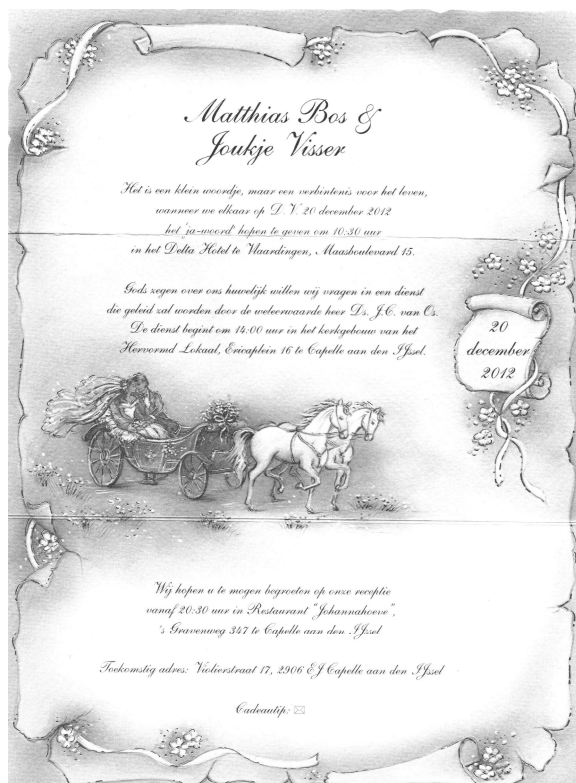 Matthias Bos &
Joukje Visser
Het is een klein woordje, maar een verbintenis voor het leven,
wanneer we elkaar op D.V. 20 december 2012
het 'ja-woord' hopen te geven om 10:30 uur
in het Delta Hotel te Vlaardingen, Maasboulevard 15.
Gods zegen over ons huwelijk willen wij vragen in een dienst
die geleid zal worden door de weleerwaarde heer Ds. J.C. van Os.
De dienst begint om 14:00 uur in het kerkgebouw van het
Hervormd Lokaal, Ericaplein 16 te Capelle aan den IJssel.
20
december
2012
Wij hopen u te mogen begroeten op onze receptie
vanaf 20:30 uur in Restaurant "Johannahoeve",
's Gravenweg 347 te Capelle aan den IJssel
Toekomstig adres: Violierstraat 17, 2906 EJ Capelle aan den IJssel
Cadeautip: ✉